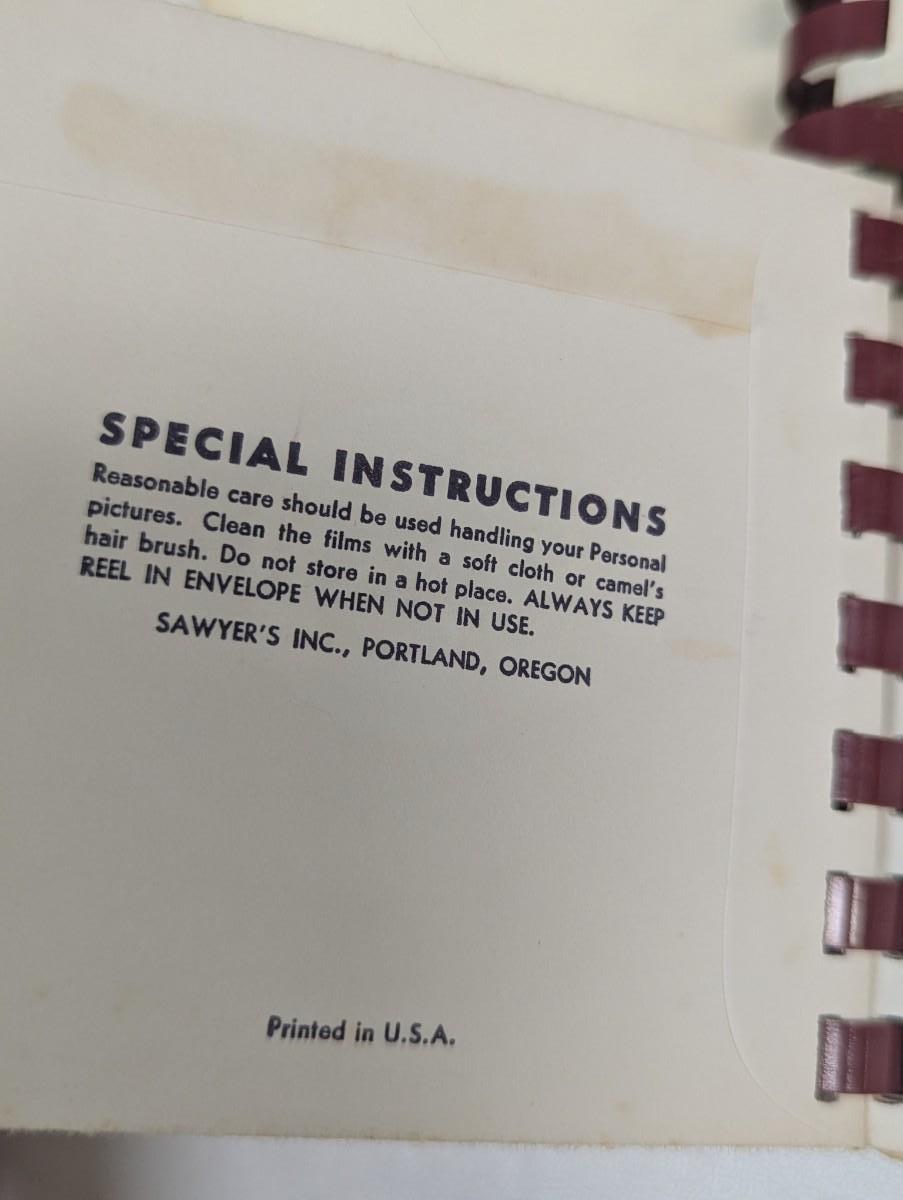 SPECIAL INSTRUCTIONS
Reasonable care should be used handling your Personal
pictures. Clean the films with a soft cloth or camel's
hair brush. Do not store in a hot place. ALWAYS KEEP
REEL IN ENVELOPE WHEN NOT IN USE.
SAWYER'S INC., PORTLAND, OREGON
Printed in U.S.A.